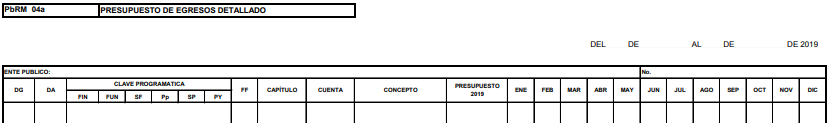 PbRM 04a PRESUPUESTO DE EGRESOS DETALLADO
DEL DE AL DE DE 2019
ENTE PUBLICO: No.
DG DA CLAVE PROGRAMATICA FF CAPÍTULO CUENTA CONCEPTO PRESUPUESTO 2019 ENE FEB MAR ABR MAY JUN JUL AGO SEP OCT NOV DIC
FIN FUN SF Pp SP PY